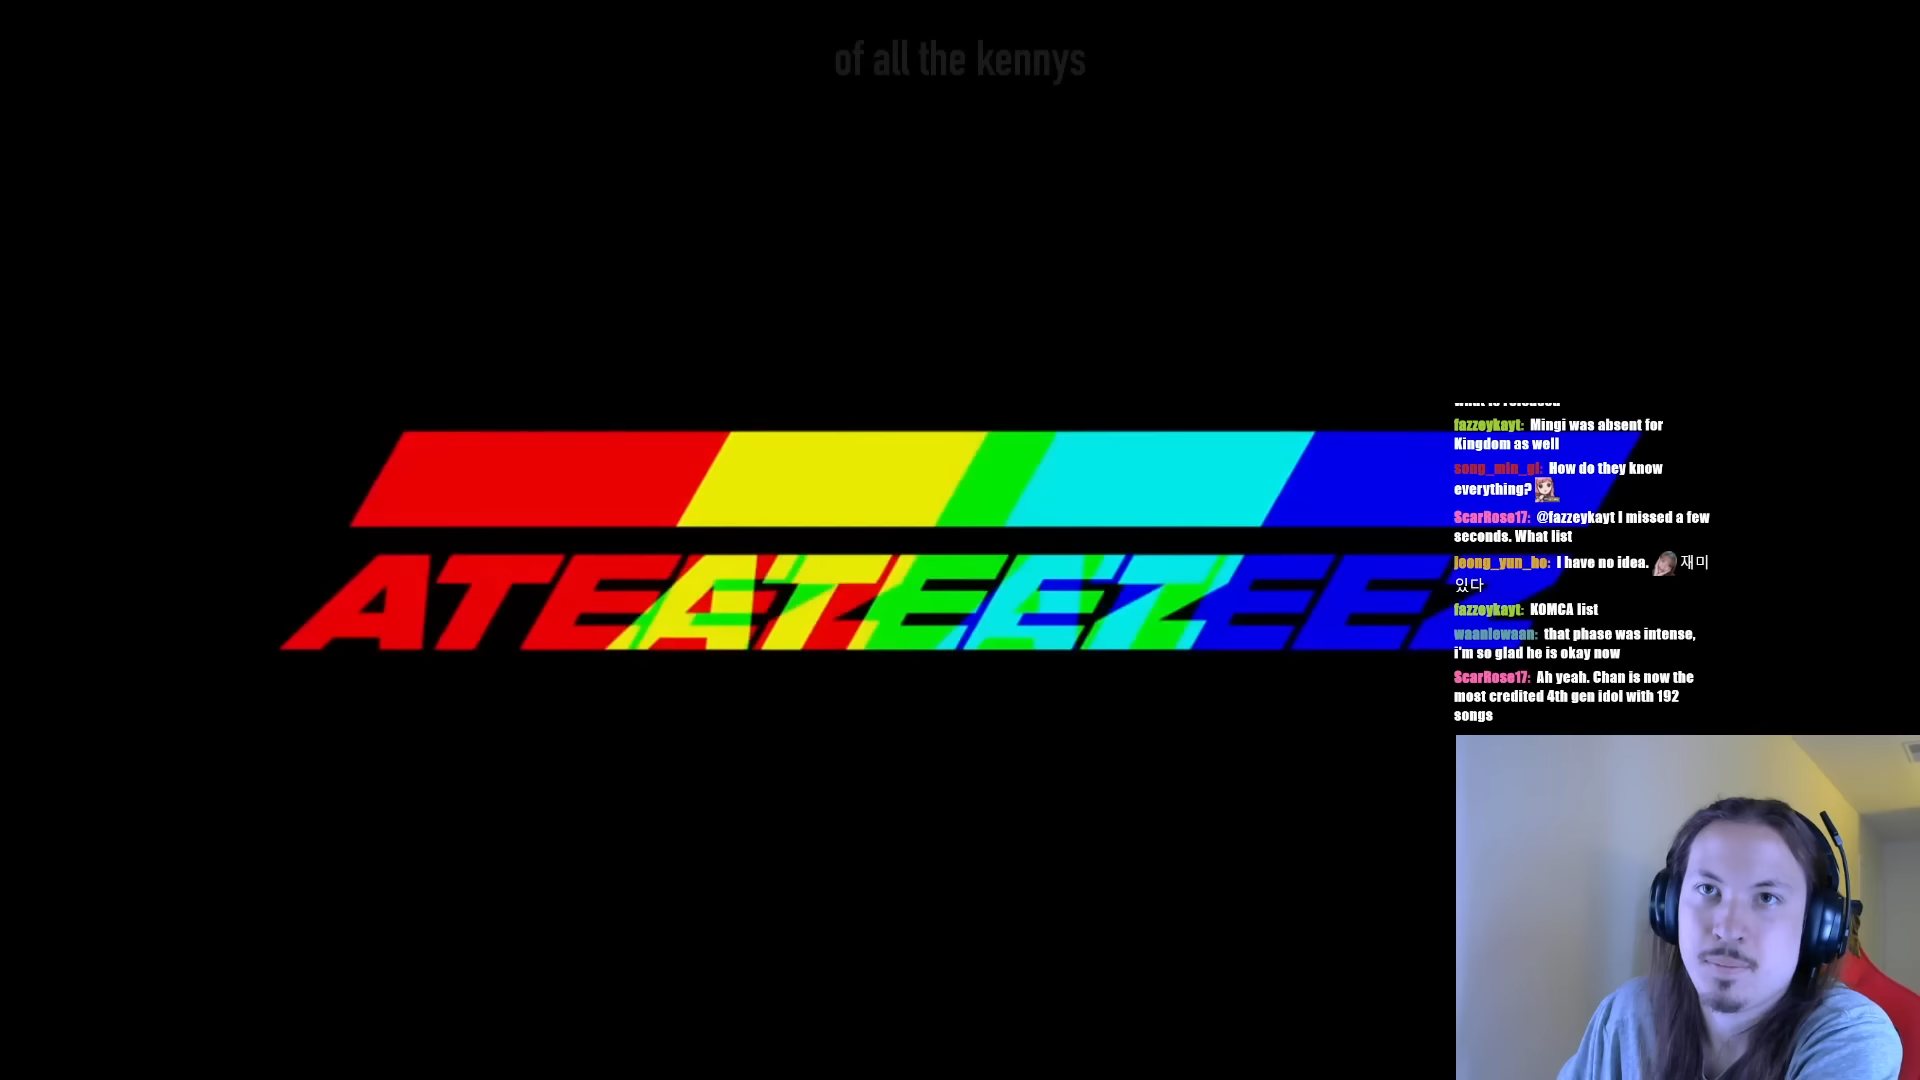 of all the kennys
ATEEZ ATEEZ ATEEZ
fazzeykayt: Mingi was absent for
Kingdom as well
song_min_gi: How do they know
everything?
ScarRose17: @fazzeykayt I missed a few
seconds. What list
jeong_yun_ho: I have no idea. 재미
있다
fazzeykayt: KOMCA list
waaniewaan: that phase was intense,
i'm so glad he is okay now
ScarRose17: Ah yeah. Chan is now the
most credited 4th gen idol with 192
songs